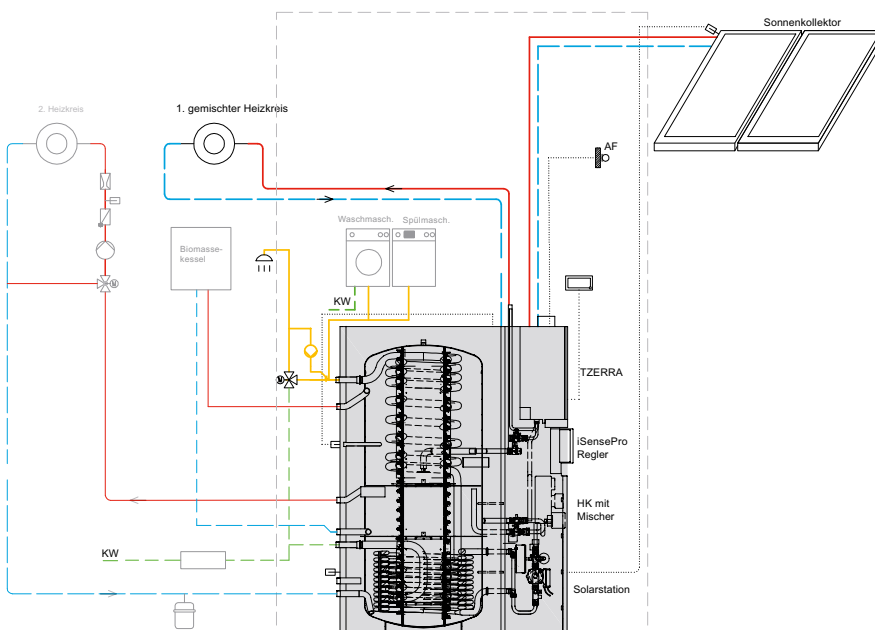 Sonnenkollektor
2. Heizkreis
1. gemischter Heizkreis
AF
Waschmasch.
Spülmasch.
Biomasse-
kessel
KW
M
M
TZERRA
iSensePro
Regler
HK mit
Mischer
KW
Solarstation